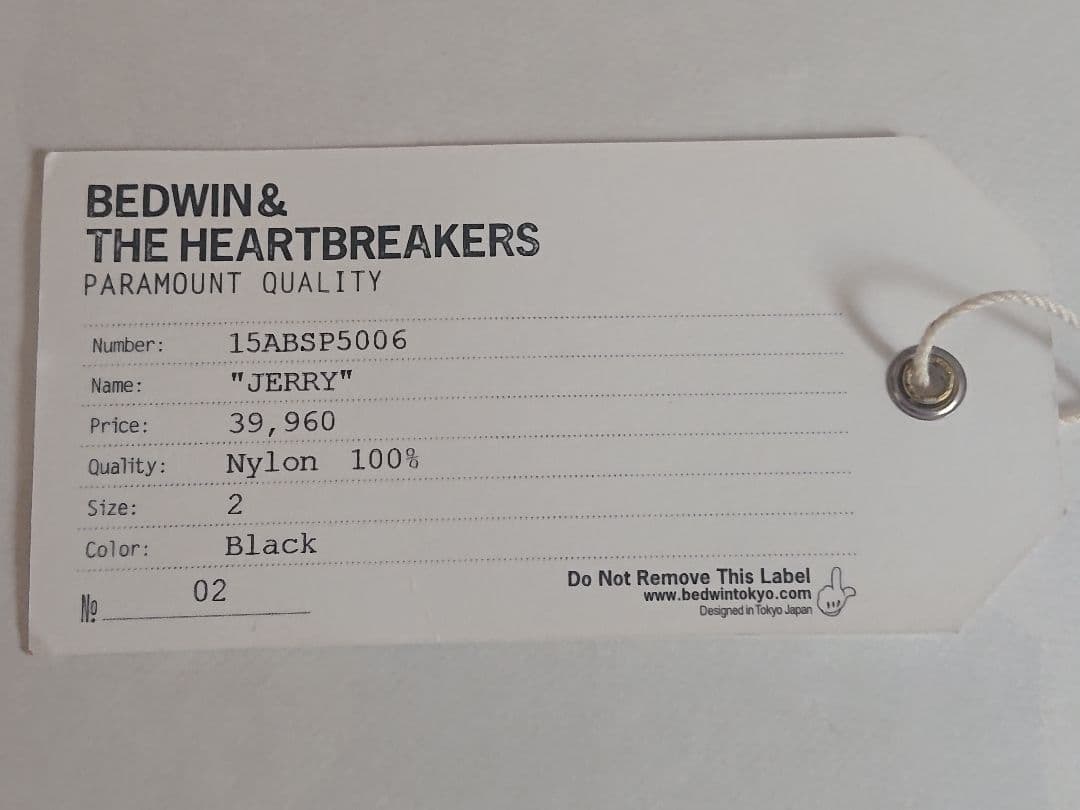 BEDWIN&
THE HEARTBREAKERS
PARAMOUNT QUALITY
Number: 15ABSP5006
Name: "JERRY"
Price: 39,960
Quality: Nylon 100%
Size: 2
Color: Black
№ 02
Do Not Remove This Label
www.bedwintokyo.com
Designed in Tokyo Japan